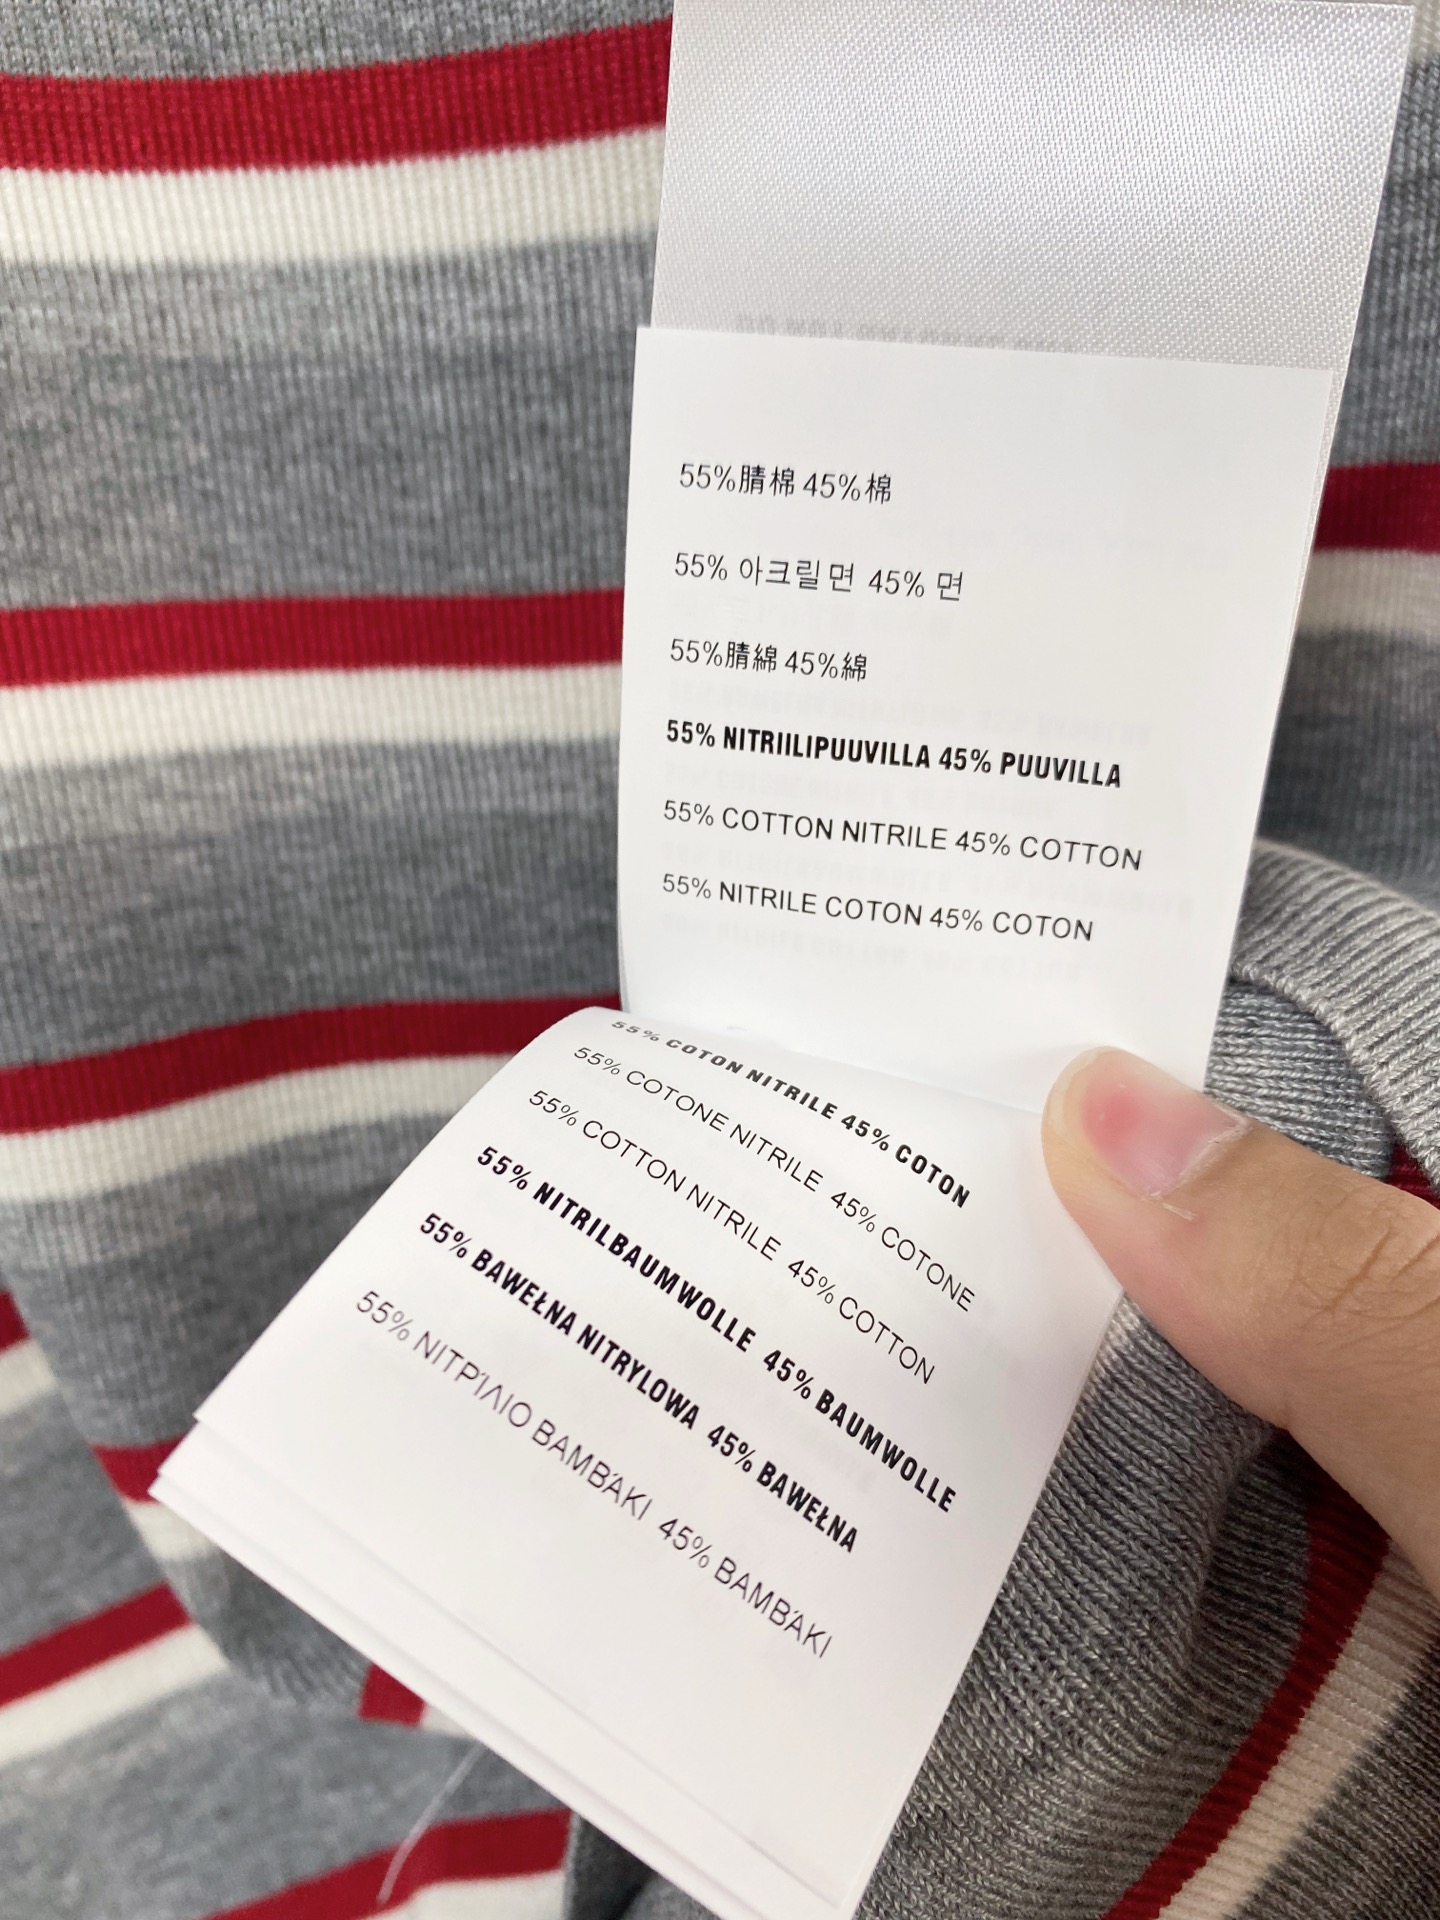 55%腈棉 45%棉
55% 아크릴면 45% 면
55%腈綿 45%綿
55% NITRIILIPUUVILLA 45% PUUVILLA
55% COTTON NITRILE 45% COTTON
55% NITRILE COTON 45% COTON
55% COTON NITRILE 45% COTON
55% COTONE NITRILE 45% COTONE
55% COTTON NITRILE 45% COTTON
55% NITRILBAUMWOLLE 45% BAUMWOLLE
55% BAWEŁNA NITRYLOWA 45% BAWEŁNA
55% ΝΙΤΡΊΛΙΟ ΒΑΜΒΆΚΙ 45% ΒΑΜΒΆΚΙ